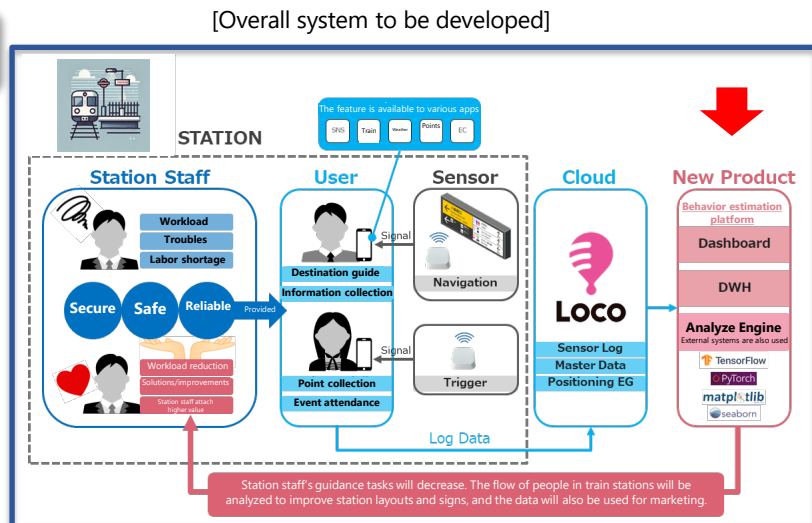 [Overall system to be developed]
STATION
The feature is available to various apps
SNS
Train
Weather
Points
EC
Station Staff
Workload
Troubles
Labor shortage
Secure
Safe
Reliable
Provided
Workload reduction
Solutions/improvements
Station staff attach
higher value
User
Destination guide
Information collection
Point collection
Event attendance
Sensor
Signal
Navigation
Signal
Trigger
Log Data
Cloud
Loco
Sensor Log
Master Data
Positioning EG
New Product
Behavior estimation
platform
Dashboard
DWH
Analyze Engine
External systems are also used
TensorFlow
PyTorch
matplotlib
seaborn
Station staff's guidance tasks will decrease. The flow of people in train stations will be
analyzed to improve station layouts and signs, and the data will also be used for marketing.